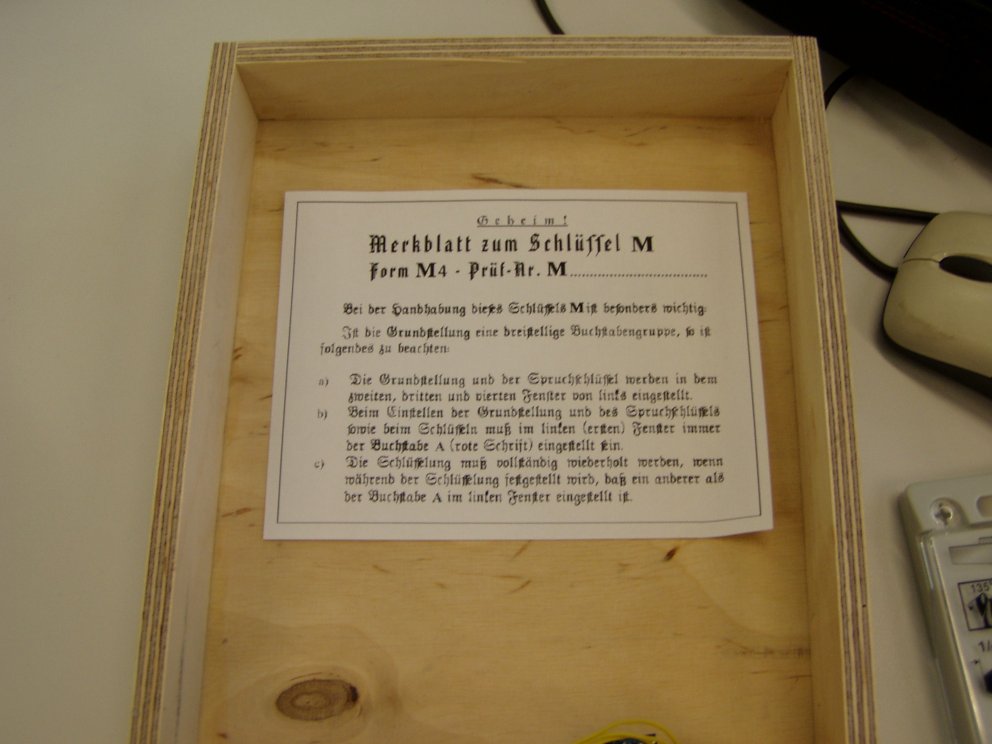 Geheim!
Merkblatt zum Schlüssel M
Form M4 - Prüf-Nr. M....................................
Bei der Handhabung dieses Schlüssels M ist besonders wichtig:
Ist die Grundstellung eine dreistellige Buchstabengruppe, so ist
folgendes zu beachten:
a) Die Grundstellung und der Spruchschlüssel werden in dem
zweiten, dritten und vierten Fenster von links eingestellt.
b) Beim Einstellen der Grundstellung und des Spruchschlüssels
sowie beim Schlüsseln muß im linken (ersten) Fenster immer
der Buchstabe A (rote Schrift) eingestellt sein.
c) Die Schlüsselung muß vollständig wiederholt werden, wenn
während der Schlüsselung festgestellt wird, daß ein anderer als
der Buchstabe A im linken Fenster eingestellt ist.
135°
1/